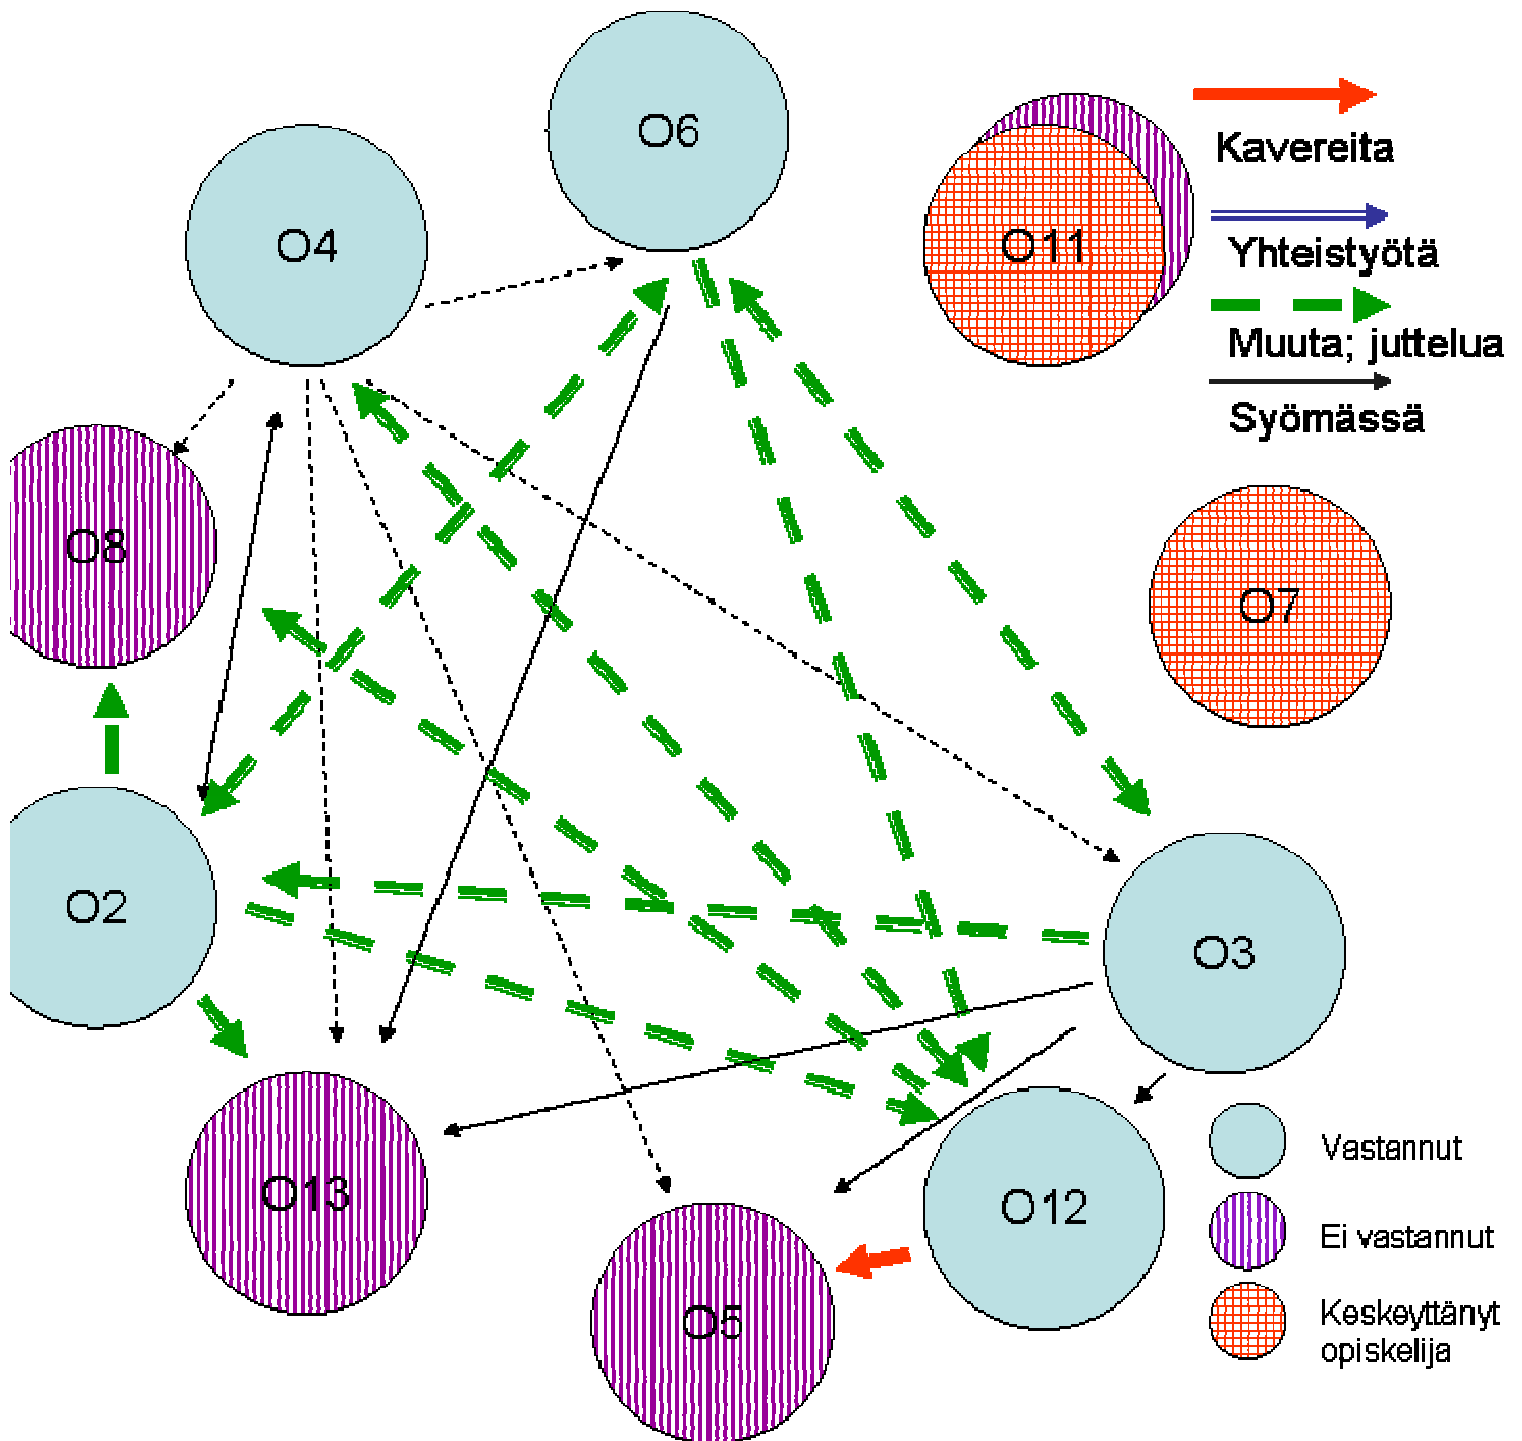 O6
O4
O11
Kavereita
Yhteistyötä
Muuta; juttelua
Syömässä
O8
O7
O2
O3
O13
O12
O5
Vastannut
Ei vastannut
Keskeyttänyt
opiskelija